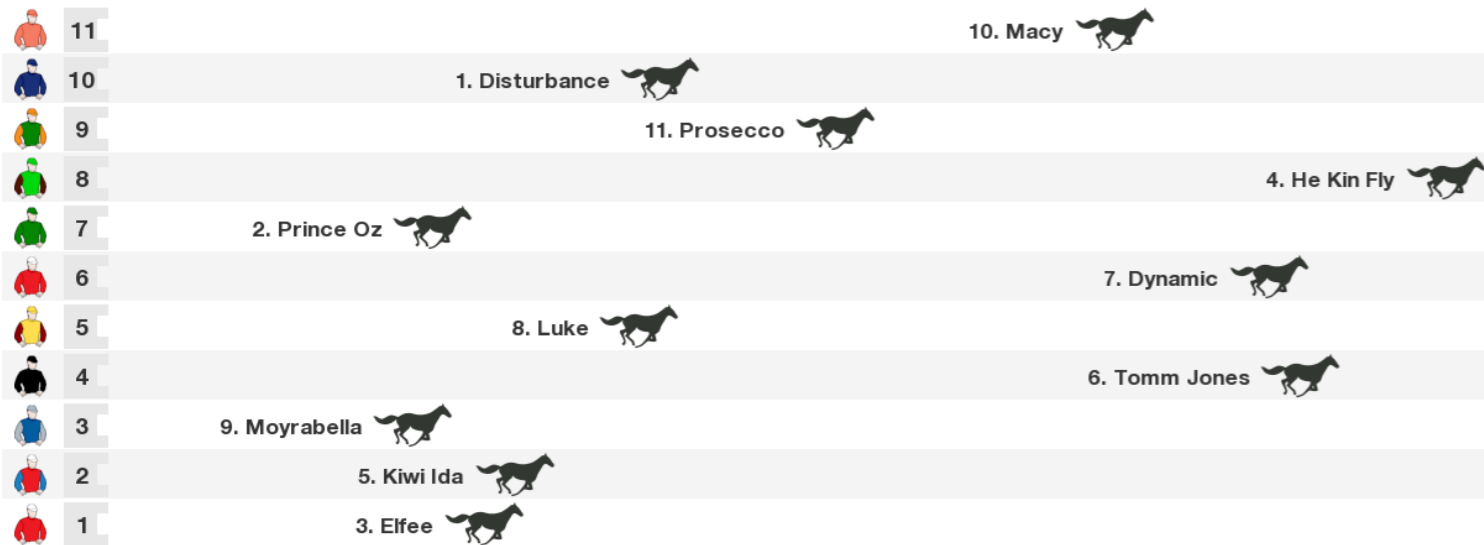 11 10. Macy
10 1. Disturbance
9 11. Prosecco
8 4. He Kin Fly
7 2. Prince Oz
6 7. Dynamic
5 8. Luke
4 6. Tomm Jones
3 9. Moyrabella
2 5. Kiwi Ida
1 3. Elfee